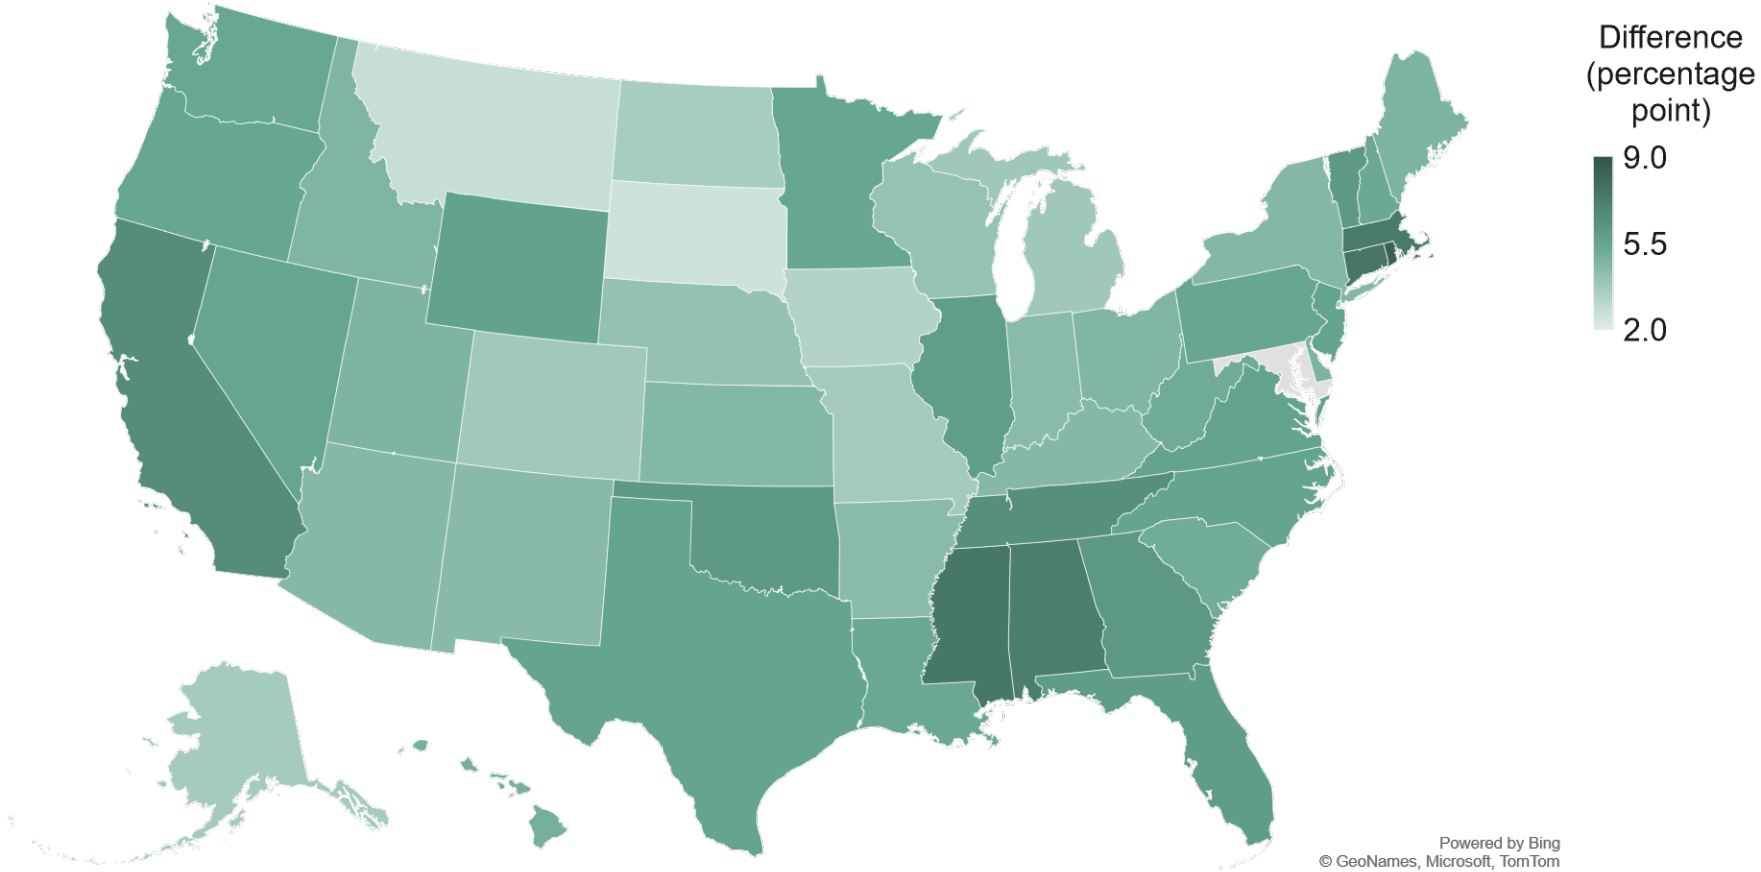 Difference
(percentage
point)
9.0
5.5
2.0
Powered by Bing
© GeoNames, Microsoft, TomTom